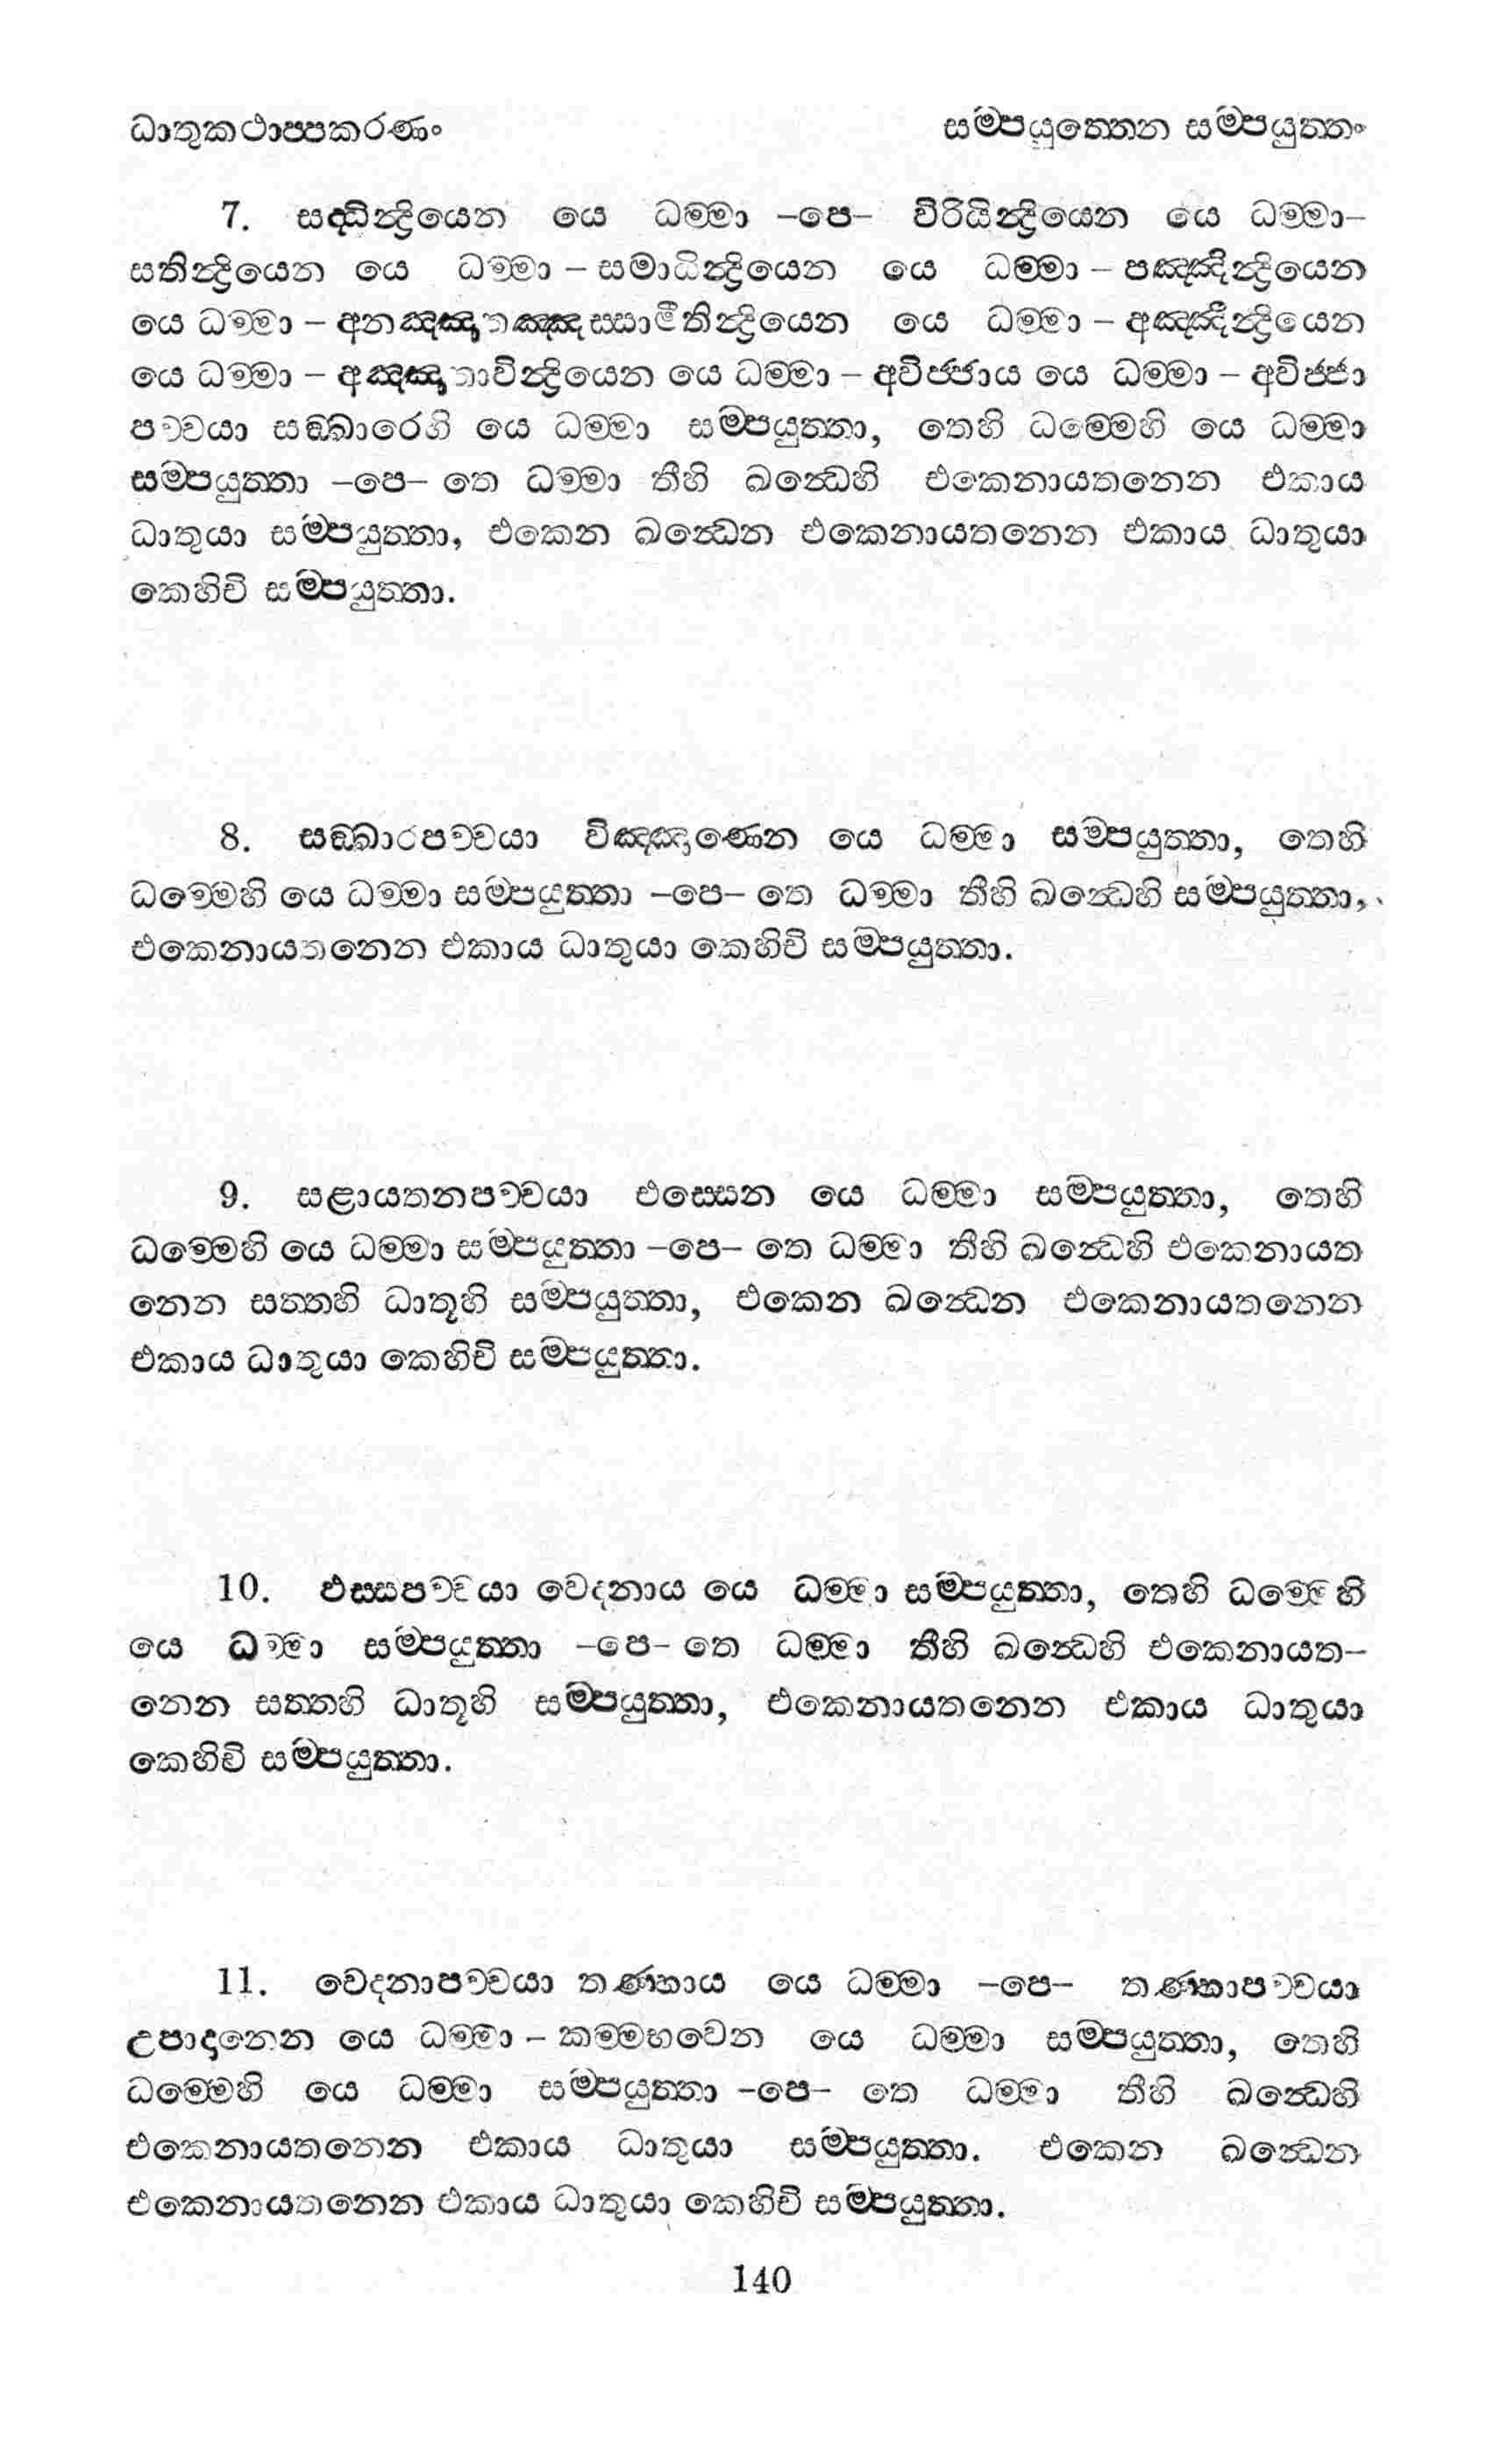 ධාතුකථාප්පකරණං සම්පයුත්තෙන සම්පයුත්තං
7. සද්ධින්ද්‍රියෙන යෙ ධම්මා –පෙ– විරියින්ද්‍රියෙන යෙ ධම්මා–
සතින්ද්‍රියෙන යෙ ධම්මා – සමාධින්ද්‍රියෙන යෙ ධම්මා – පඤ්ඤින්ද්‍රියෙන
යෙ ධම්මා – අනඤ්ඤාතඤ්ඤස්සාමීතින්ද්‍රියෙන යෙ ධම්මා – අඤ්ඤින්ද්‍රියෙන
යෙ ධම්මා – අඤ්ඤාතාවින්ද්‍රියෙන යෙ ධම්මා – අවිජ්ජාය යෙ ධම්මා – අවිජ්ජා
පච්චයා සඞ්ඛාරෙහි යෙ ධම්මා සම්පයුත්තා, තෙහි ධම්මෙහි යෙ ධම්මා
සම්පයුත්තා –පෙ– තෙ ධම්මා තීහි ඛන්ධෙහි එකෙනායතනෙන එකාය
ධාතුයා සම්පයුත්තා, එකෙන ඛන්ධෙන එකෙනායතනෙන එකාය ධාතුයා
කෙහිචි සම්පයුත්තා.
8. සඞ්ඛාරපච්චයා විඤ්ඤාණෙන යෙ ධම්මා සම්පයුත්තා, තෙහි
ධම්මෙහි යෙ ධම්මා සම්පයුත්තා –පෙ– තෙ ධම්මා තීහි ඛන්ධෙහි සම්පයුත්තා,
එකෙනායතනෙන එකාය ධාතුයා කෙහිචි සම්පයුත්තා.
9. සළායතනපච්චයා එස්සෙන යෙ ධම්මා සම්පයුත්තා, තෙහි
ධම්මෙහි යෙ ධම්මා සම්පයුත්තා –පෙ– තෙ ධම්මා තීහි ඛන්ධෙහි එකෙනායත
නෙන සත්තහි ධාතූහි සම්පයුත්තා, එකෙන ඛන්ධෙන එකෙනායතනෙන
එකාය ධාතුයා කෙහිචි සම්පයුත්තා.
10. ඵස්සපච්චයා වෙදනාය යෙ ධම්මා සම්පයුත්තා, තෙහි ධම්මෙහි
යෙ ධම්මා සම්පයුත්තා –පෙ– තෙ ධම්මා තීහි ඛන්ධෙහි එකෙනායත–
නෙන සත්තහි ධාතූහි සම්පයුත්තා, එකෙනායතනෙන එකාය ධාතුයා
කෙහිචි සම්පයුත්තා.
11. වෙදනාපච්චයා තණ්හාය යෙ ධම්මා –පෙ– තණ්හාපච්චයා
උපාදානෙන යෙ ධම්මා – කම්මභවෙන යෙ ධම්මා සම්පයුත්තා, තෙහි
ධම්මෙහි යෙ ධම්මා සම්පයුත්තා –පෙ– තෙ ධම්මා තීහි ඛන්ධෙහි
එකෙනායතනෙන එකාය ධාතුයා සම්පයුත්තා. එකෙන ඛන්ධෙන
එකෙනායතනෙන එකාය ධාතුයා කෙහිචි සම්පයුත්තා.
140